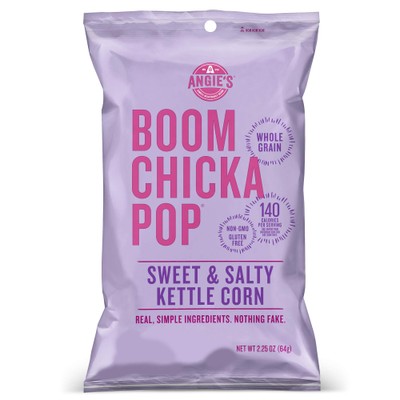 A
ANGIE'S
BOOM
CHICKA
POP®
WHOLE
GRAIN
NON-GMO
GLUTEN
FREE
140
CALORIES
PER SERVING
SWEET & SALTY
KETTLE CORN
REAL, SIMPLE INGREDIENTS. NOTHING FAKE.
NET WT 2.25 OZ (64g)